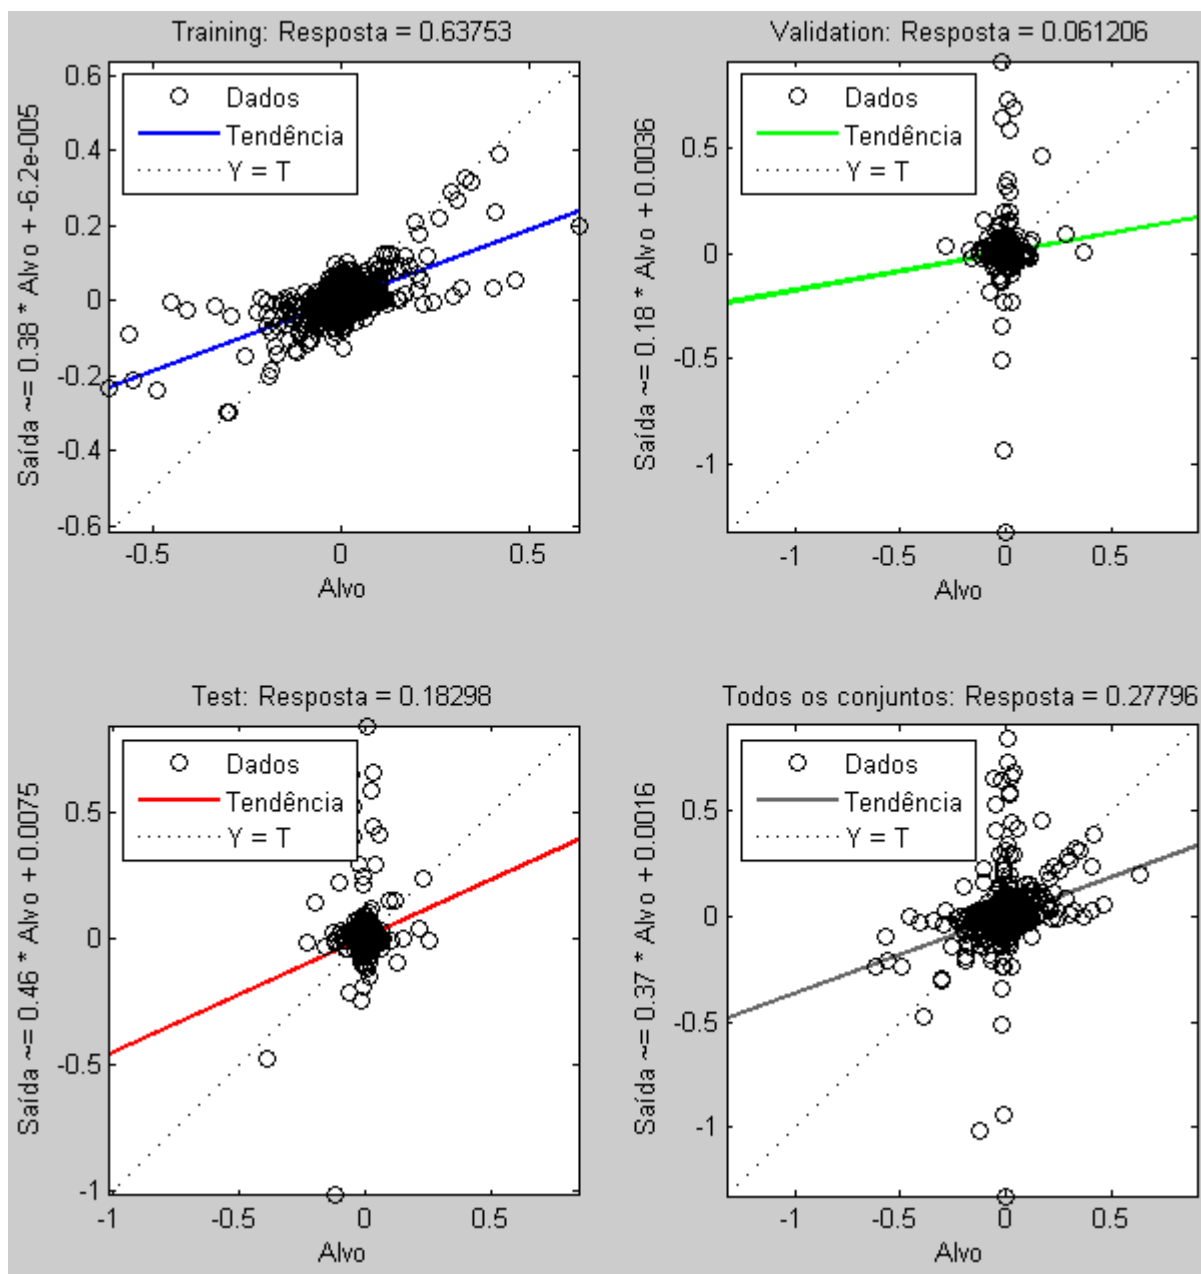 Training: Resposta = 0.63753
Saída ~= 0.38 * Alvo + -6.2e-005
0.6
0.4
0.2
0
-0.2
-0.4
-0.6
Dados
Tendência
Y = T
-0.5
0
0.5
Alvo
Validation: Resposta = 0.061206
Saída ~= 0.18 * Alvo + 0.0036
0.5
0
-0.5
-1
Dados
Tendência
Y = T
-1
-0.5
0
0.5
Alvo
Test: Resposta = 0.18298
Saída ~= 0.46 * Alvo + 0.0075
0.5
0
-0.5
-1
Dados
Tendência
Y = T
-1
-0.5
0
0.5
Alvo
Todos os conjuntos: Resposta = 0.27796
Saída ~= 0.37 * Alvo + 0.0016
0.5
0
-0.5
-1
Dados
Tendência
Y = T
-1
-0.5
0
0.5
Alvo